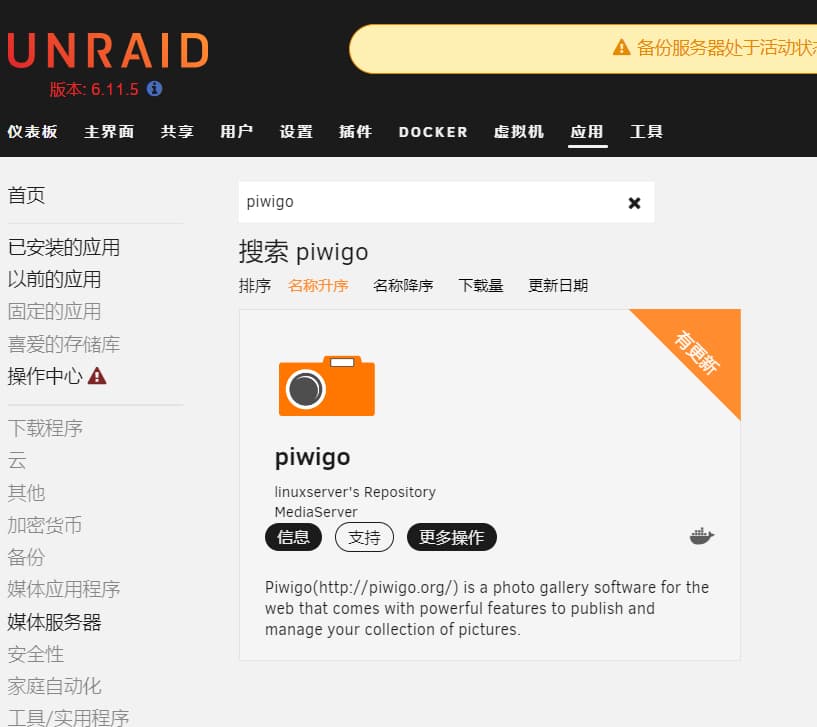 UNRAID
版本: 6.11.5
备份服务器处于活动状态
仪表板 主界面 共享 用户 设置 插件 DOCKER 虚拟机 应用 工具
首页
已安装的应用
以前的应用
固定的应用
喜爱的存储库
操作中心
下载程序
云
其他
加密货币
备份
媒体应用程序
媒体服务器
安全性
家庭自动化
工具/实用程序
piwigo
搜索 piwigo
排序 名称升序 名称降序 下载量 更新日期
有更新
piwigo
linuxserver's Repository
MediaServer
信息 支持 更多操作
Piwigo(http://piwigo.org/) is a photo gallery software for the
web that comes with powerful features to publish and
manage your collection of pictures.